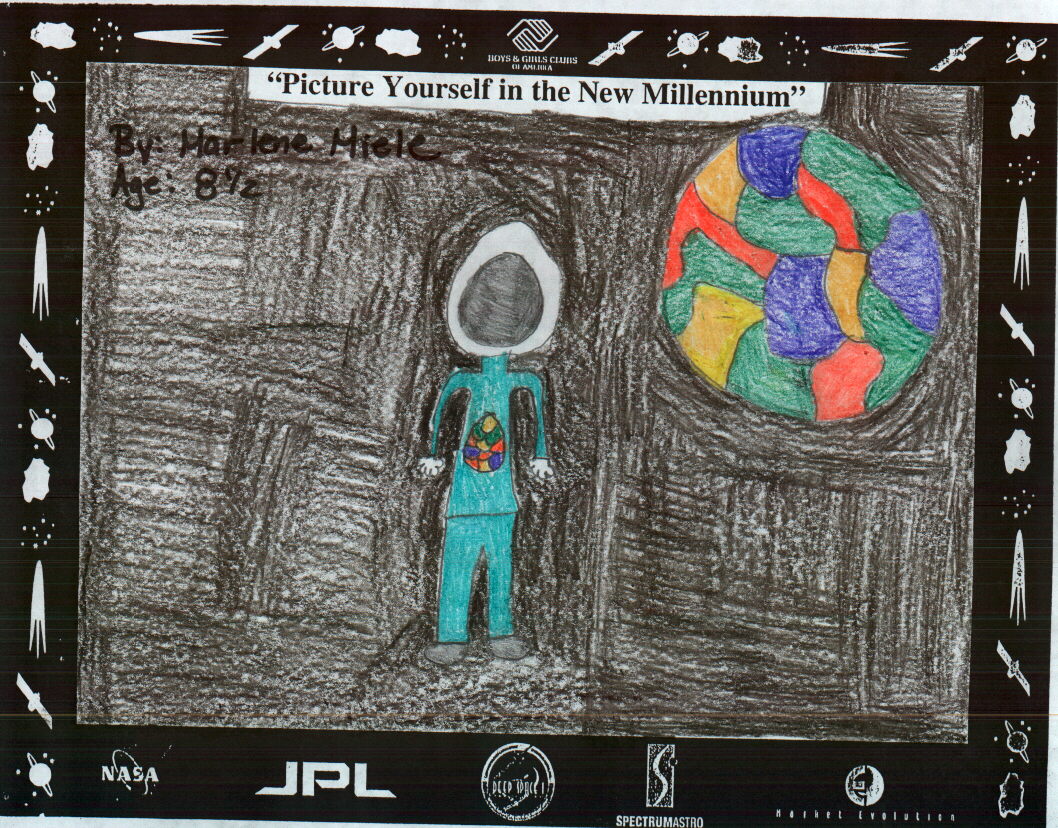 BOYS & GIRLS CLUBS
OF AMERICA
“Picture Yourself in the New Millennium”
By: Marlene Miele
Age: 8½
NASA
JPL
DEEP SPACE 1
SPECTRUMASTRO
Market Evolution